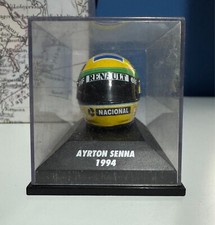 RENAULT
NACIONAL
AYRTON SENNA
1994